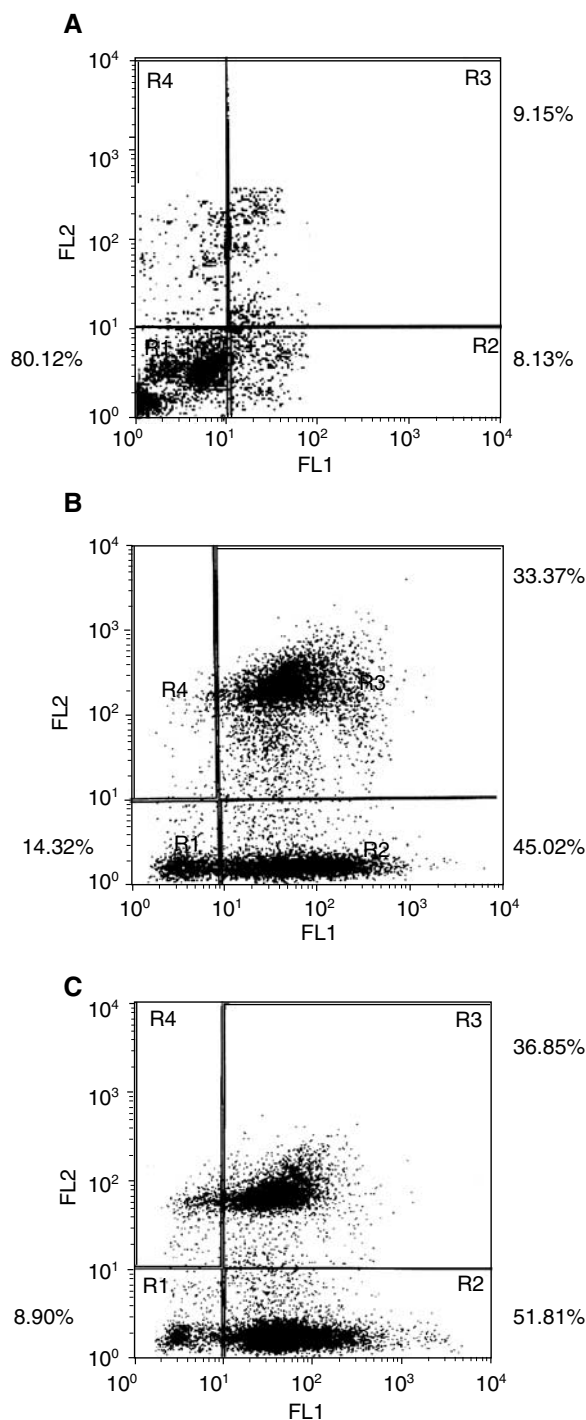 A
10⁴
R4
R3
9.15%
10³
FL2
10²
10¹
80.12%
R1
R2
8.13%
10⁰
10⁰ 10¹ 10² 10³ 10⁴
FL1
B
10⁴
33.37%
10³
R4
R3
FL2
10²
10¹
14.32%
R1
R2
45.02%
10⁰
10⁰ 10¹ 10² 10³ 10⁴
FL1
C
10⁴
R4
R3
36.85%
10³
FL2
10²
10¹
R1
R2
8.90%
51.81%
10⁰
10⁰ 10¹ 10² 10³ 10⁴
FL1